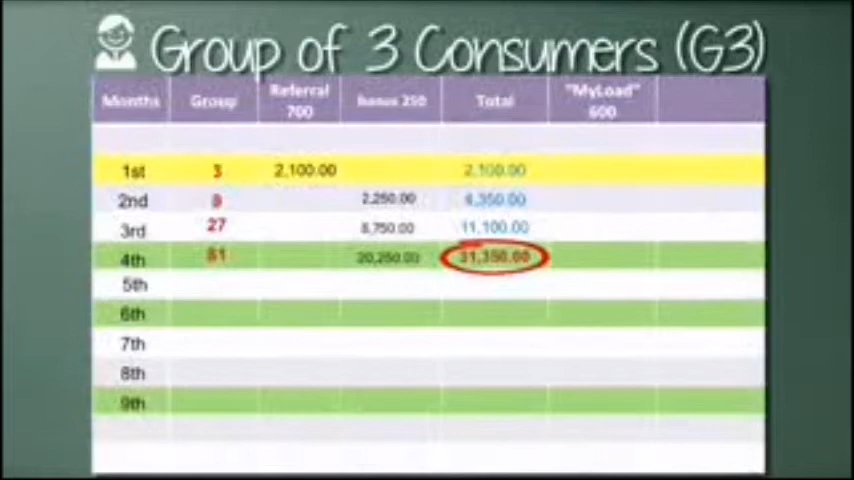 Group of 3 Consumers (G3)
Months Group Referral 700 Bonus 250 Total "MyLoad" 600
1st 3 2,100.00 2,100.00
2nd 9 2,250.00 4,350.00
3rd 27 6,750.00 11,100.00
4th 81 20,250.00 31,350.00
5th
6th
7th
8th
9th